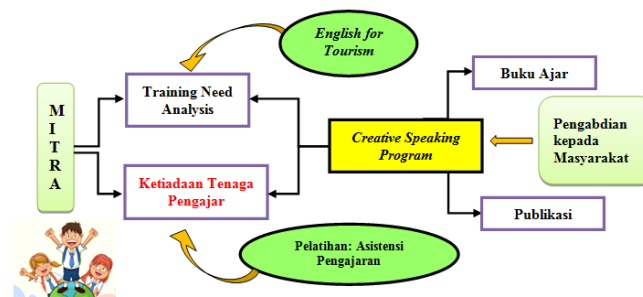 English for
Tourism
Training Need
Analysis
Buku Ajar
M
I
T
R
A
Creative Speaking
Program
Pengabdian
kepada
Masyarakat
Ketiadaan Tenaga
Pengajar
Publikasi
Pelatihan: Asistensi
Pengajaran